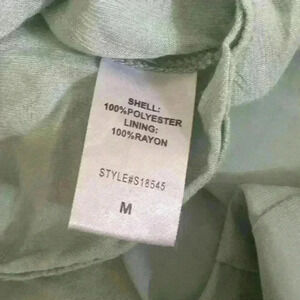 SHELL:
100%POLYESTER
LINING:
100%RAYON
STYLE#S18545
M